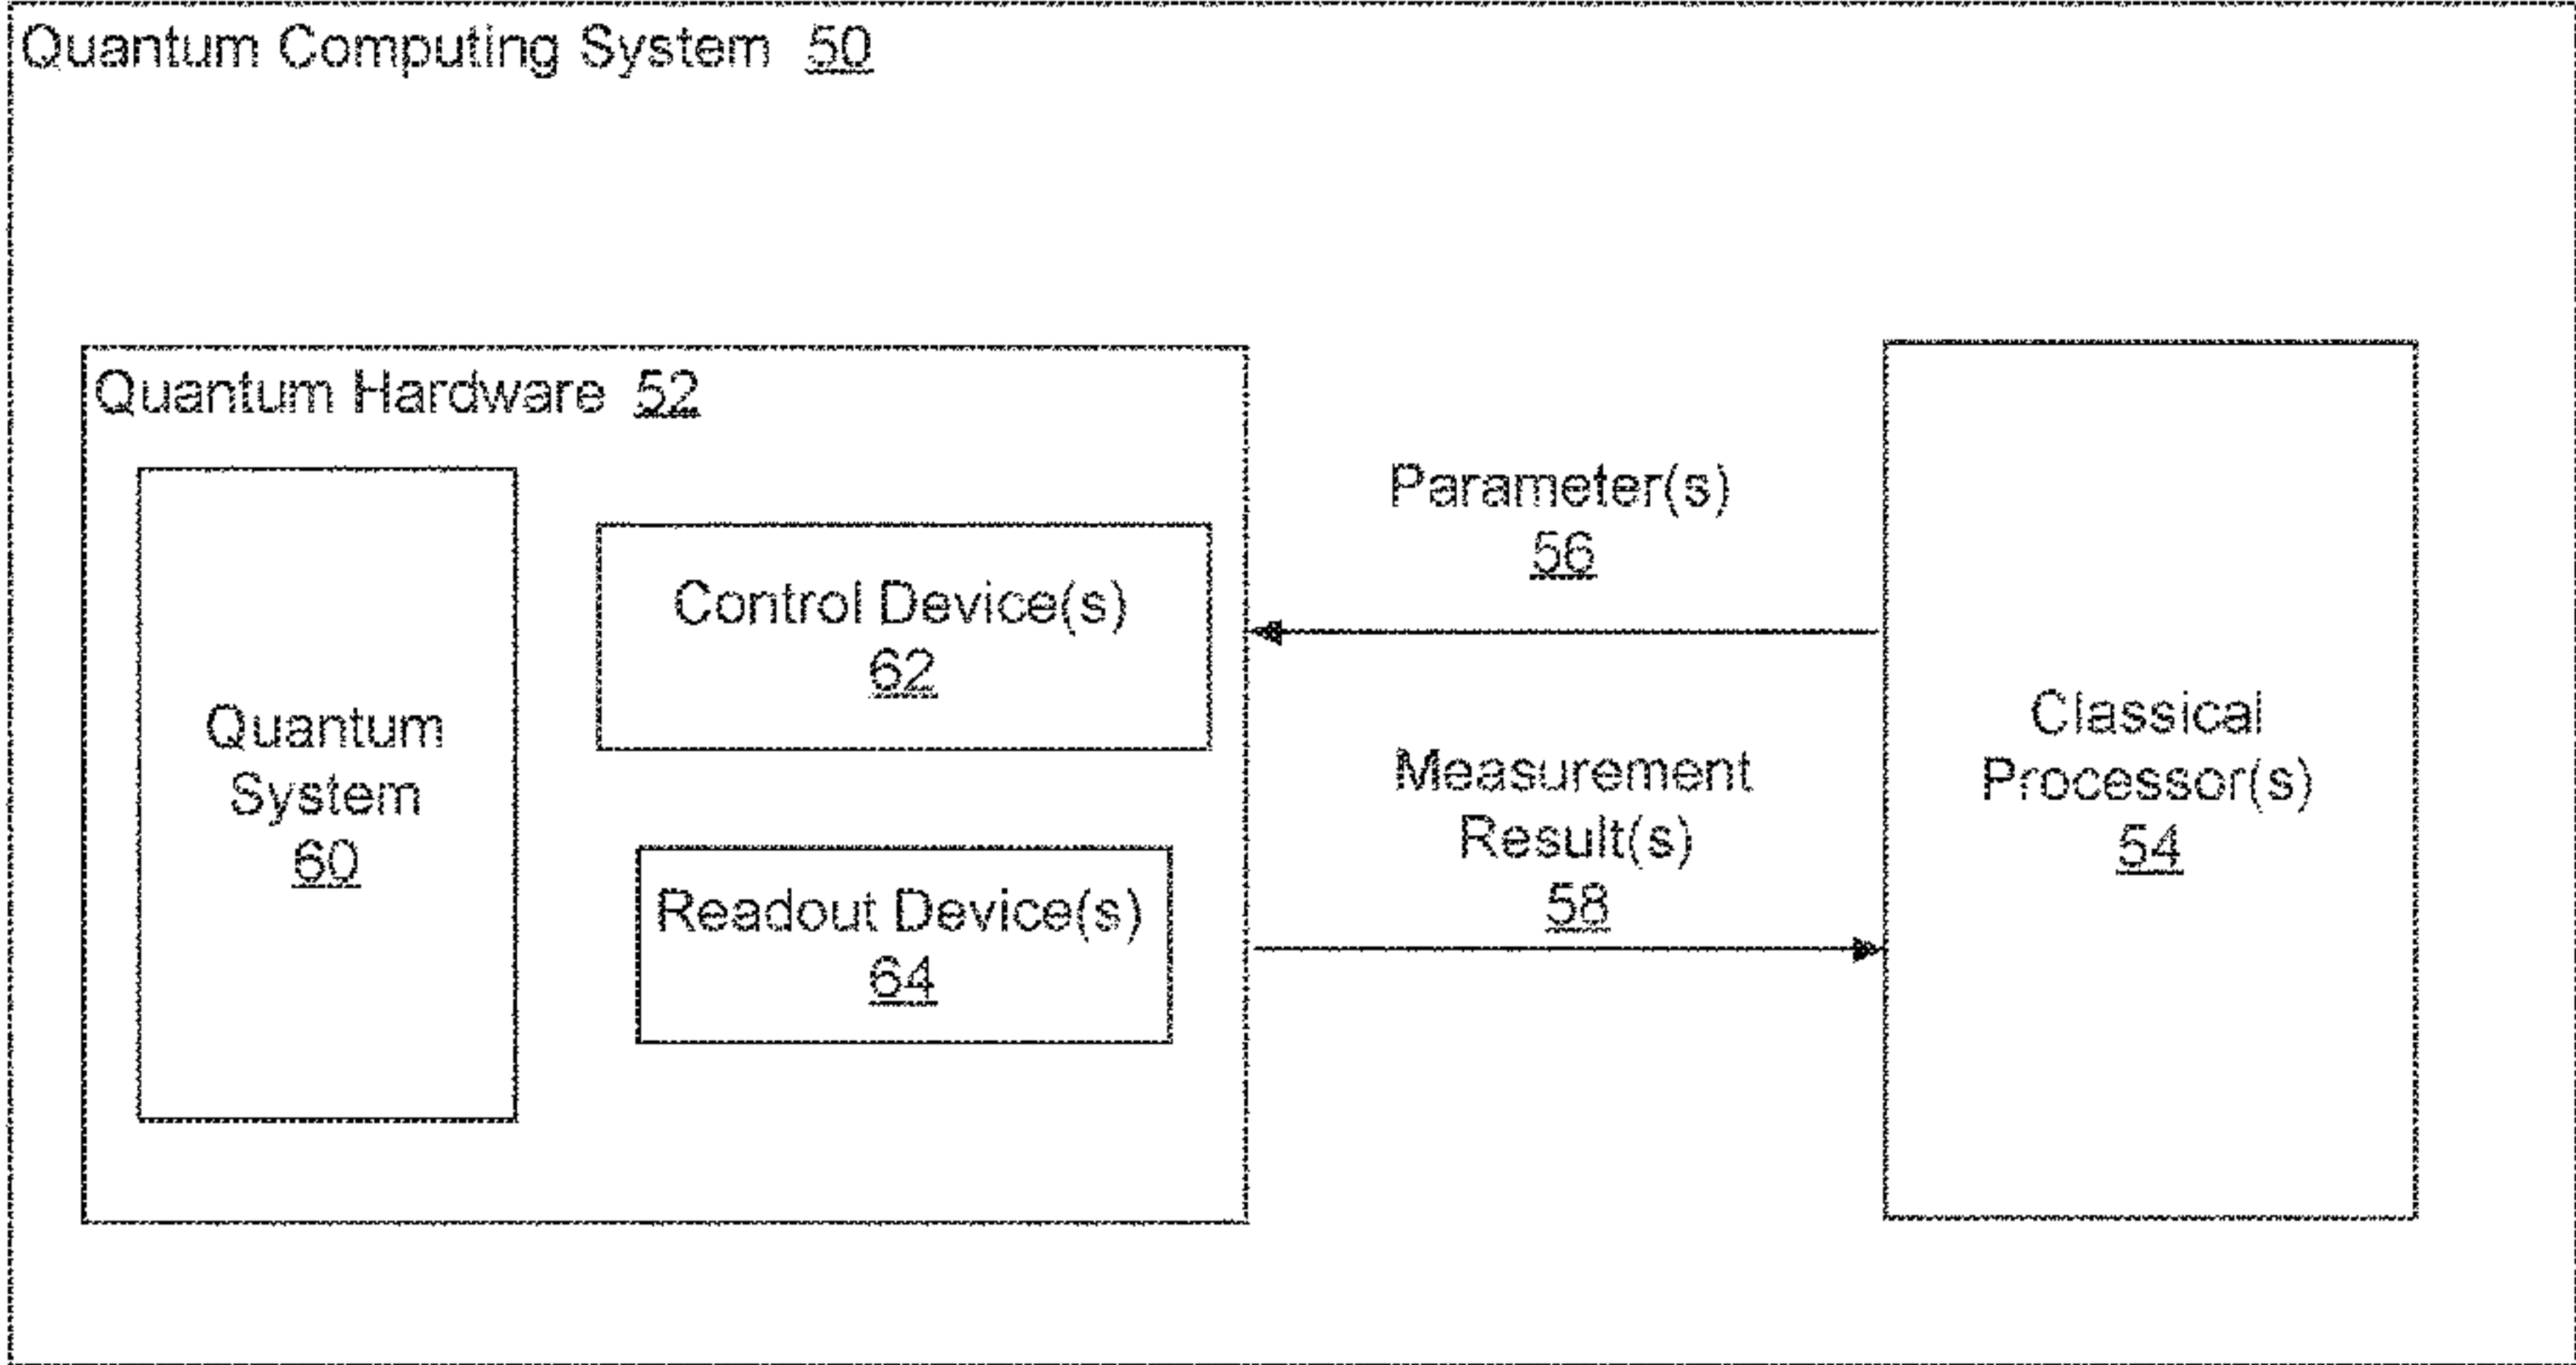 Quantum Computing System 50
Quantum Hardware 52
Quantum
System
60
Control Device(s)
62
Readout Device(s)
64
Parameter(s)
56
Measurement
Result(s)
58
Classical
Processor(s)
54